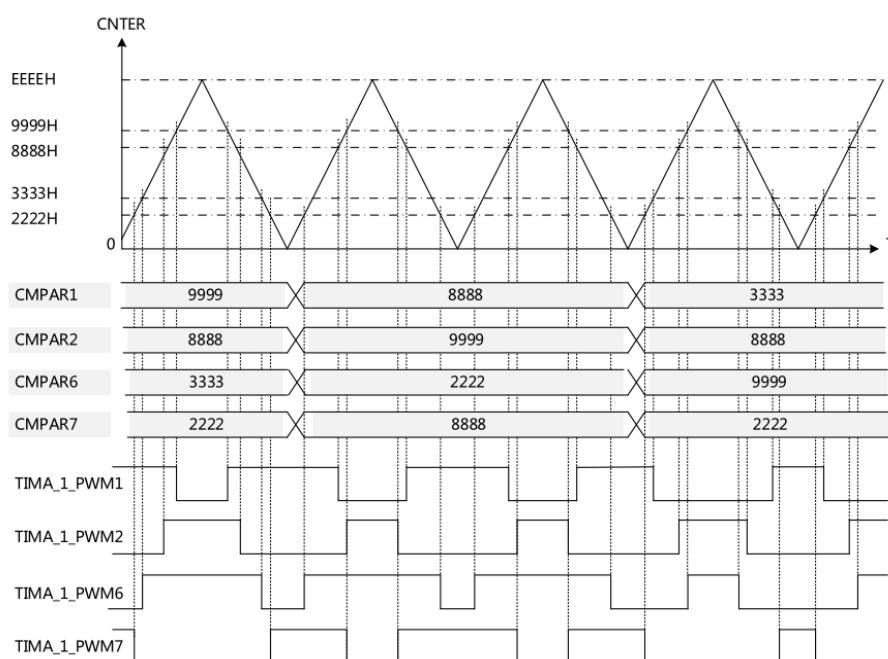 CNTER
EEEEH
9999H
8888H
3333H
2222H
0
CMPAR1 9999 8888 3333
CMPAR2 8888 9999 8888
CMPAR6 3333 2222 9999
CMPAR7 2222 8888 2222
TIMA_1_PWM1
TIMA_1_PWM2
TIMA_1_PWM6
TIMA_1_PWM7